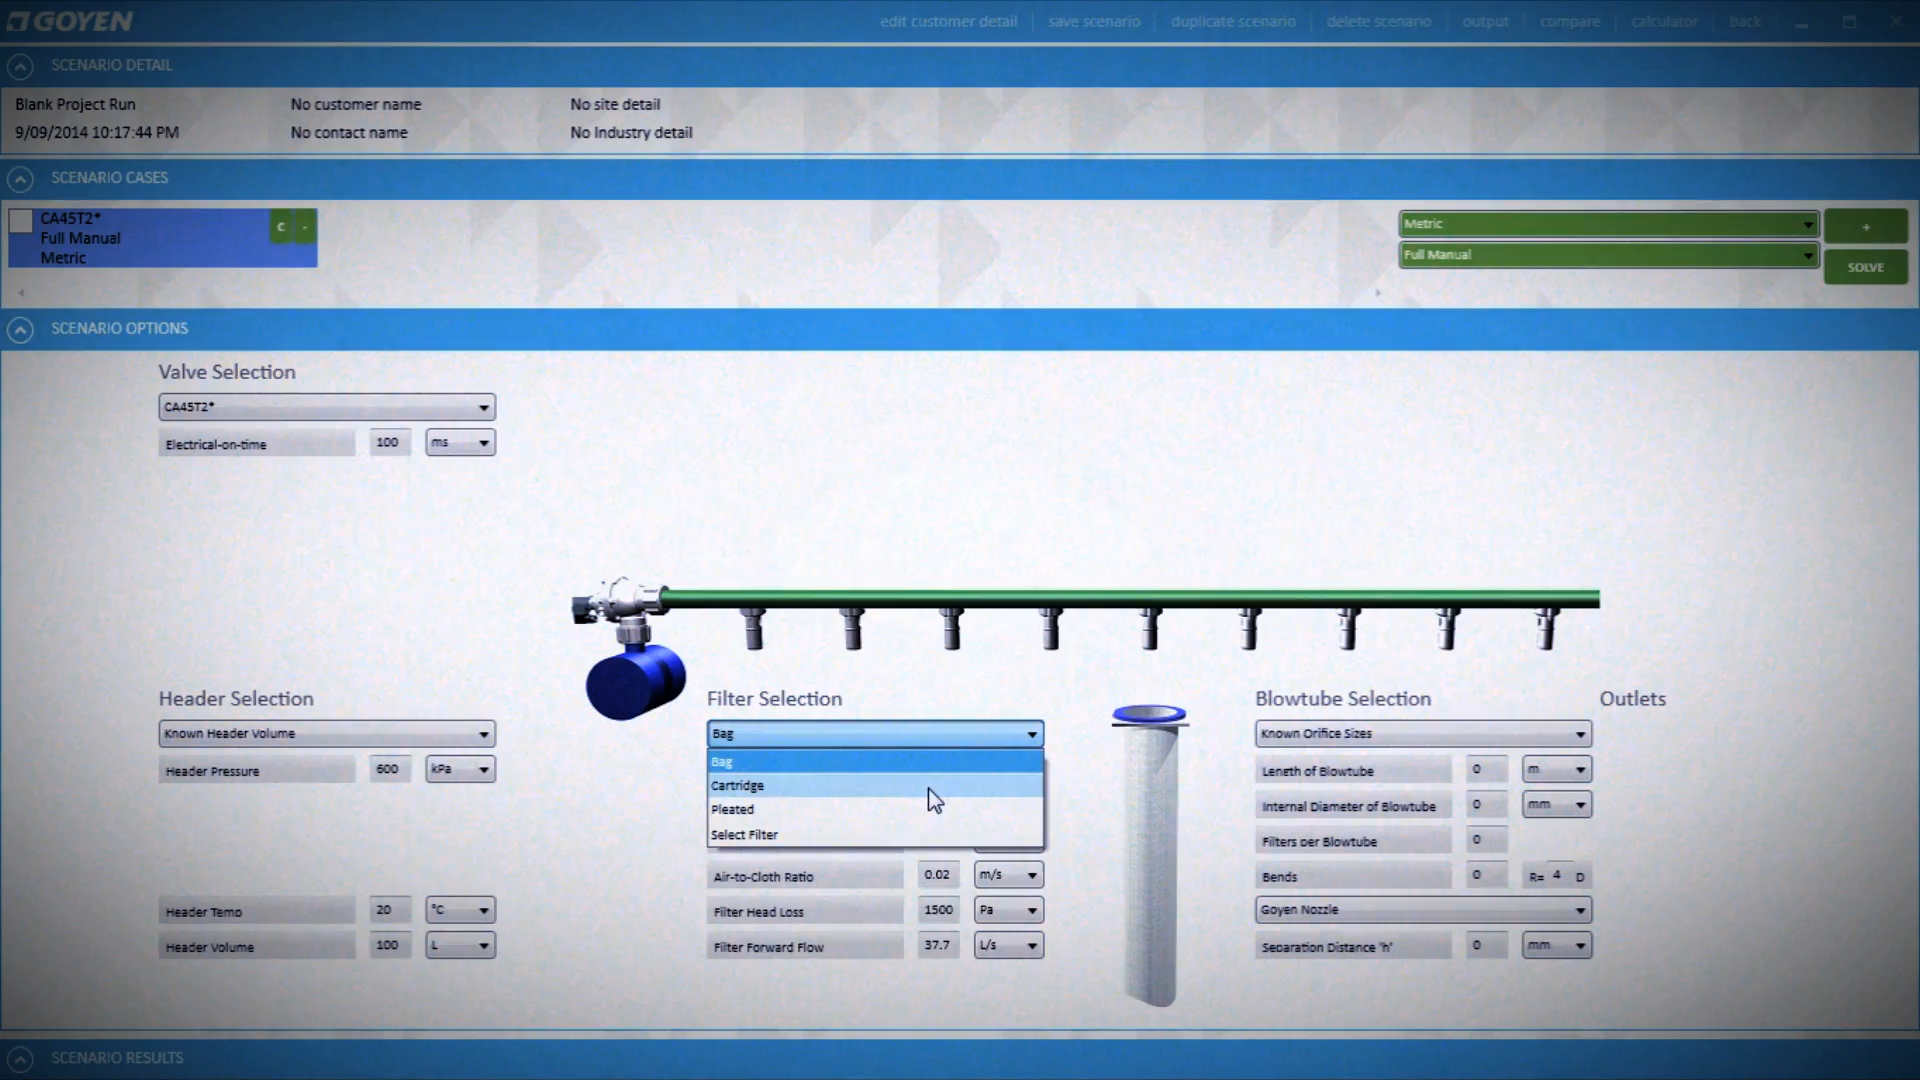 GOYEN
edit customer detail
save scenario
duplicate scenario
delete scenario
output
compare
calculator
back
SCENARIO DETAIL
Blank Project Run
No customer name
No site detail
9/09/2014 10:17:44 PM
No contact name
No Industry detail
SCENARIO CASES
CA45T2*
C
-
Full Manual
Metric
Metric
+
Full Manual
SOLVE
SCENARIO OPTIONS
Valve Selection
CA45T2*
Electrical-on-time
100
ms
Header Selection
Known Header Volume
Header Pressure
600
kPa
Header Temp
20
°C
Header Volume
100
L
Filter Selection
Bag
Bag
Cartridge
Pleated
Select Filter
Air-to-Cloth Ratio
0.02
m/s
Filter Head Loss
1500
Pa
Filter Forward Flow
37.7
L/s
Blowtube Selection
Known Orifice Sizes
Length of Blowtube
0
m
Internal Diameter of Blowtube
0
mm
Filters per Blowtube
0
Bends
0
R= 4 D
Goyen Nozzle
Separation Distance 'h'
0
mm
Outlets
SCENARIO RESULTS